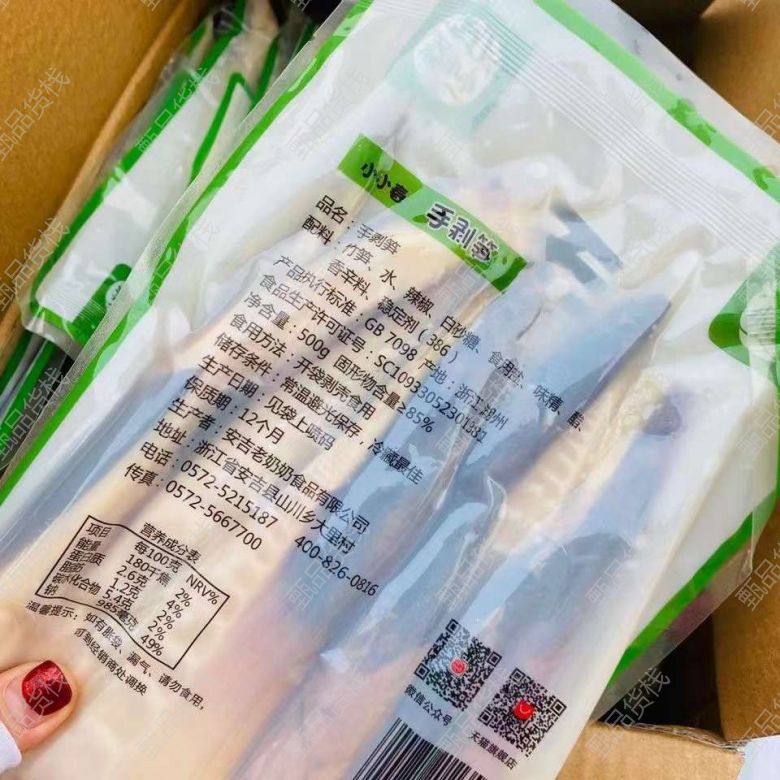 小小春 手剥笋
品名：手剥笋
配料：竹笋、水、辣椒、白砂糖、食用盐、味精、醋、
香辛料、稳定剂（386）
产品执行标准：GB 7098 产地：浙江湖州
食品生产许可证号：SC10933052301381
净含量：500g 固形物含量≥85%
食用方法：开袋剥壳食用
储存条件：常温避光保存，冷藏最佳
生产日期：见袋上喷码
保质期：12个月
生产者：安吉老奶奶食品有限公司
地址：浙江省安吉县山川乡大里村
电话：0572-5215187 400-826-0816
传真：0572-5667700
营养成分表
项目 每100克 NRV%
能量 180千焦 2%
蛋白质 2.6克 4%
脂肪 1.2克 2%
碳水化合物 5.4克 2%
钠 985毫克 49%
温馨提示：如有胀袋、漏气，请勿食用，
可到经销商处调换
微信公众号
天猫旗舰店
甄品货栈